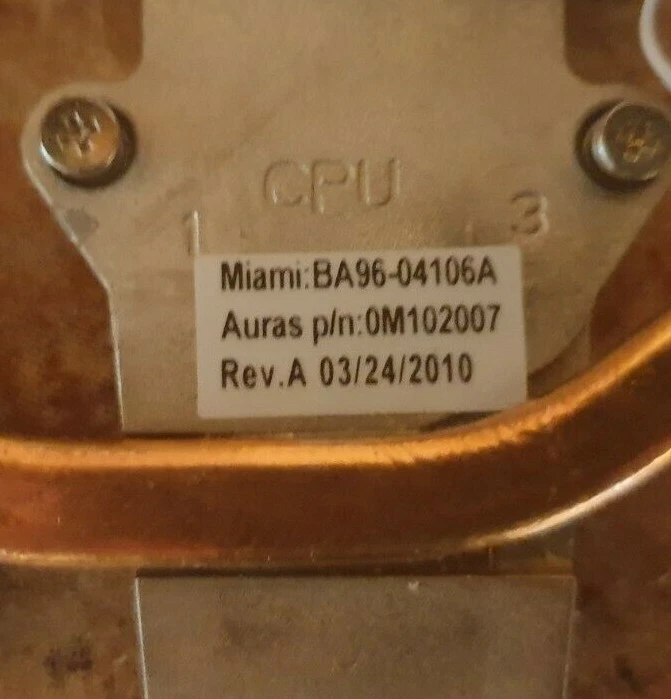 CPU
1 3
Miami:BA96-04106A
Auras p/n:0M102007
Rev.A 03/24/2010